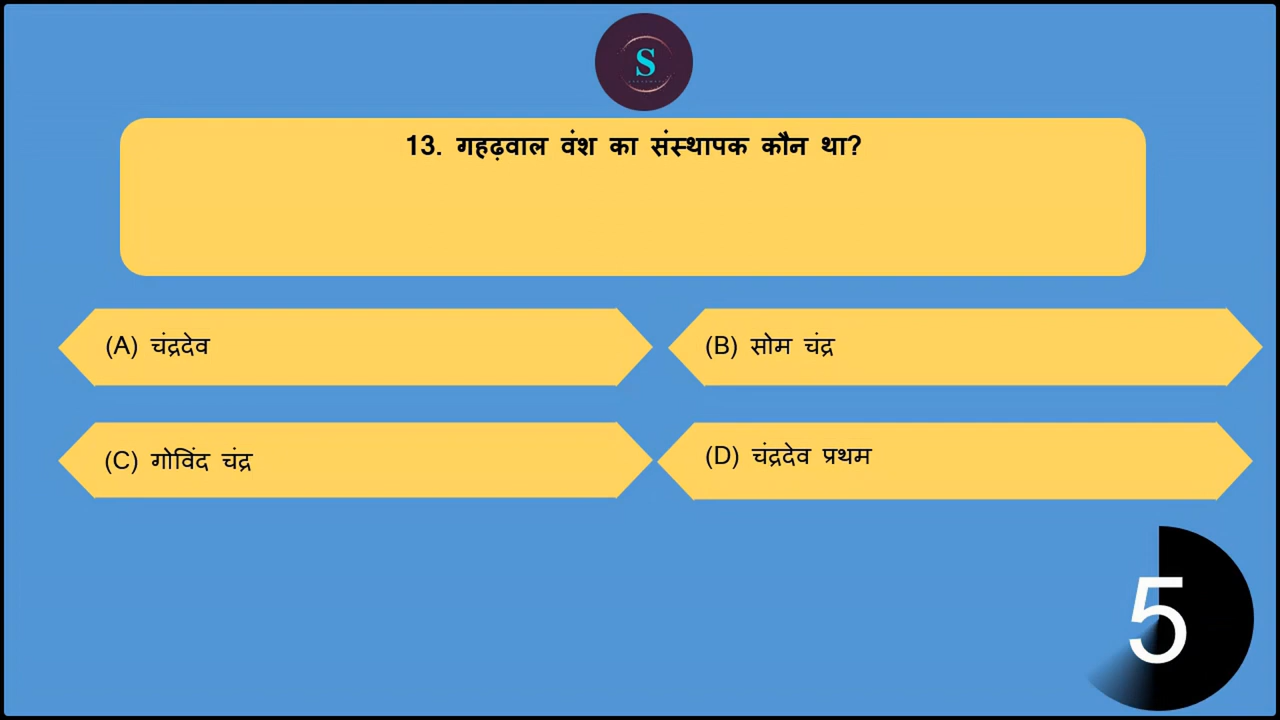 S
13. गहढ़वाल वंश का संस्थापक कौन था?
(A) चंद्रदेव
(B) सोम चंद्र
(C) गोविंद चंद्र
(D) चंद्रदेव प्रथम
5